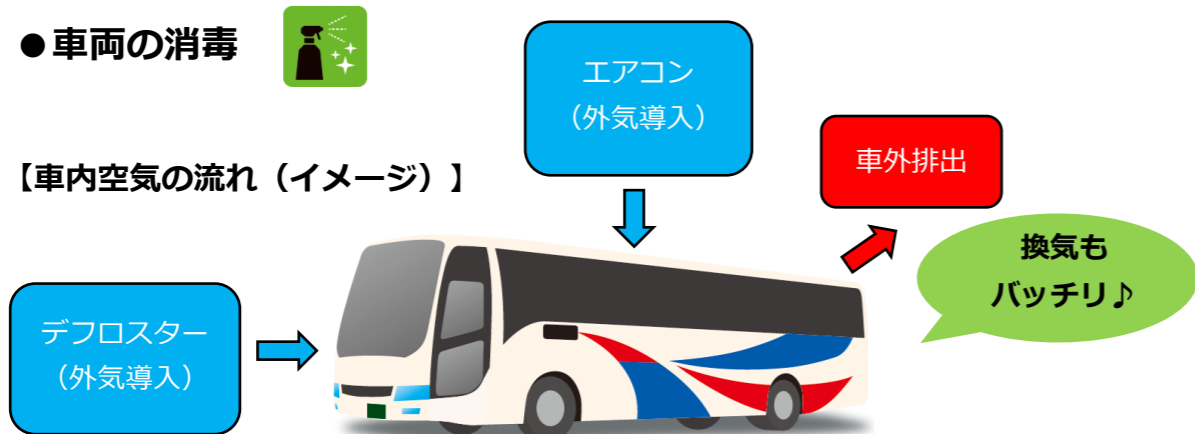 ●車両の消毒
エアコン
（外気導入）
車外排出
【車内空気の流れ（イメージ）】
換気も
バッチリ♪
デフロスター
（外気導入）